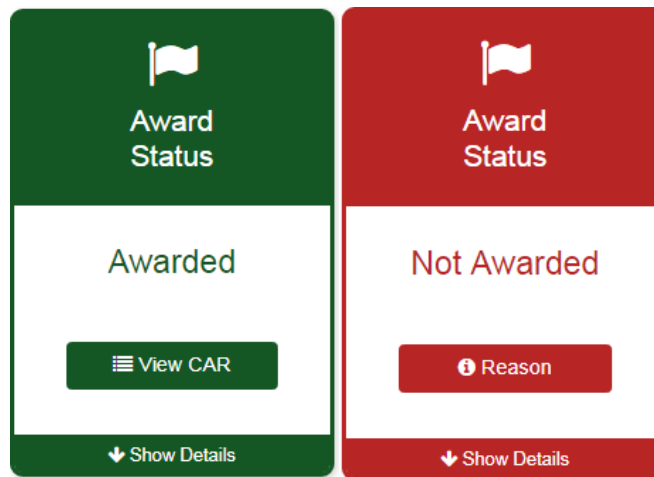 Award
Status
Awarded
View CAR
Show Details
Award
Status
Not Awarded
Reason
Show Details